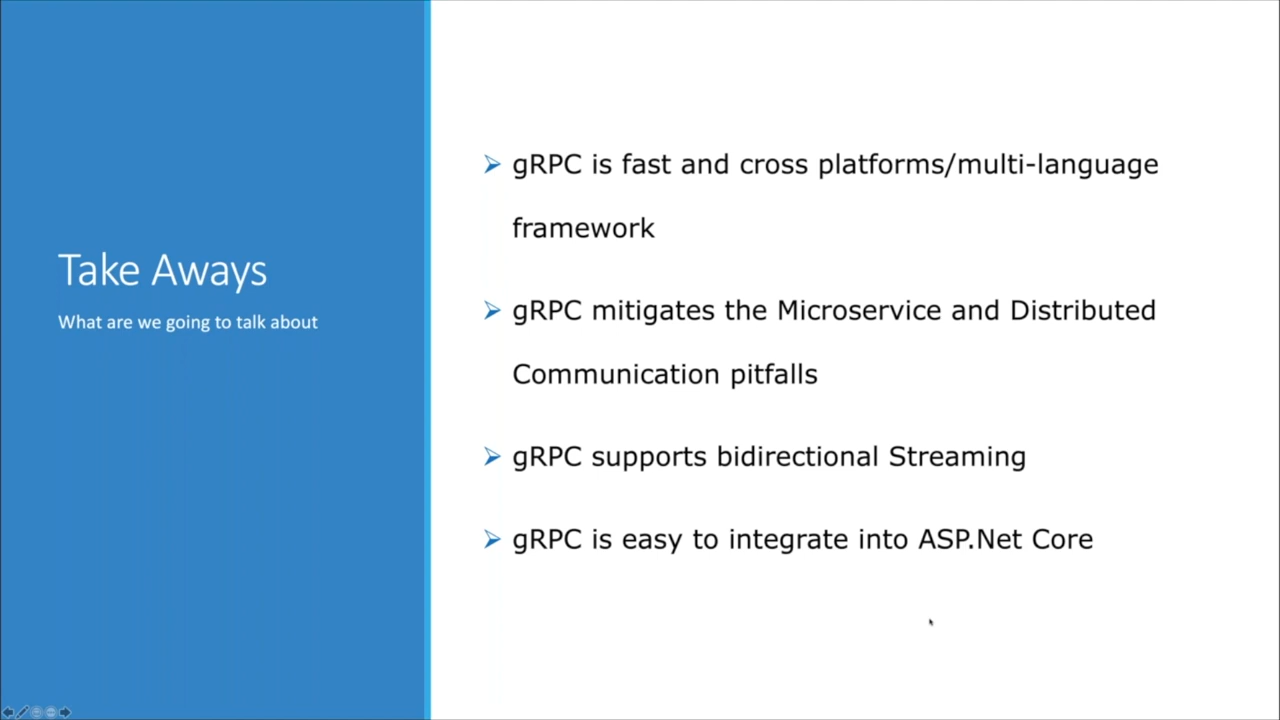 Take Aways
What are we going to talk about
gRPC is fast and cross platforms/multi-language
framework
gRPC mitigates the Microservice and Distributed
Communication pitfalls
gRPC supports bidirectional Streaming
gRPC is easy to integrate into ASP.Net Core